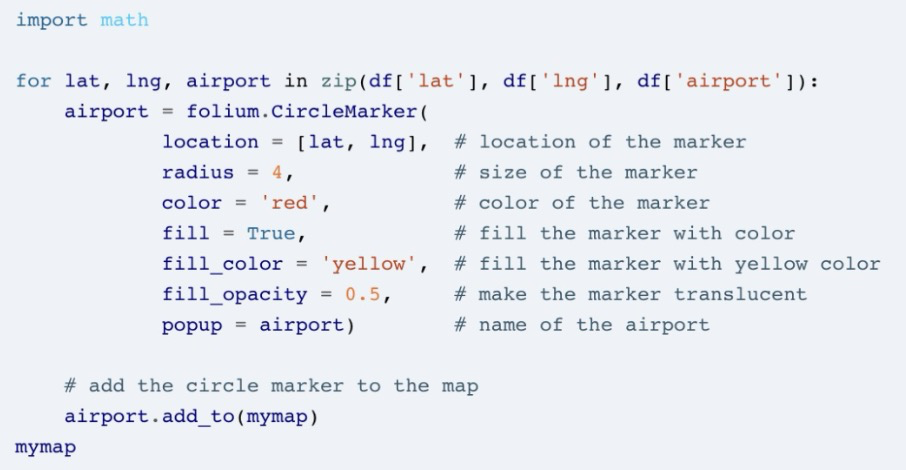 import math
for lat, lng, airport in zip(df['lat'], df['lng'], df['airport']):
    airport = folium.CircleMarker(
            location = [lat, lng],  # location of the marker
            radius = 4,             # size of the marker
            color = 'red',          # color of the marker
            fill = True,            # fill the marker with color
            fill_color = 'yellow',  # fill the marker with yellow color
            fill_opacity = 0.5,     # make the marker translucent
            popup = airport)        # name of the airport
    # add the circle marker to the map
    airport.add_to(mymap)
mymap